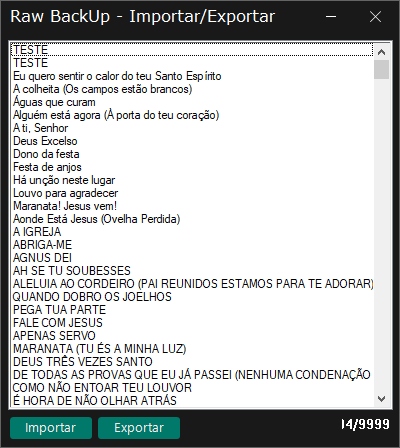 Raw BackUp - Importar/Exportar
TESTE
TESTE
Eu quero sentir o calor do teu Santo Espírito
A colheita (Os campos estão brancos)
Águas que curam
Alguém está agora (À porta do teu coração)
A ti, Senhor
Deus Excelso
Dono da festa
Festa de anjos
Há unção neste lugar
Louvo para agradecer
Maranata! Jesus vem!
Aonde Está Jesus (Ovelha Perdida)
A IGREJA
ABRIGA-ME
AGNUS DEI
AH SE TU SOUBESSES
ALELUIA AO CORDEIRO (PAI REUNIDOS ESTAMOS PARA TE ADORAR)
QUANDO DOBRO OS JOELHOS
PEGA TUA PARTE
FALE COM JESUS
APENAS SERVO
MARANATA (TU ÉS A MINHA LUZ)
DEUS TRÊS VEZES SANTO
DE TODAS AS PROVAS QUE EU JÁ PASSEI (NENHUMA CONDENAÇÃO
COMO NÃO ENTOAR TEU LOUVOR
É HORA DE NÃO OLHAR ATRÁS
Importar Exportar 4/9999